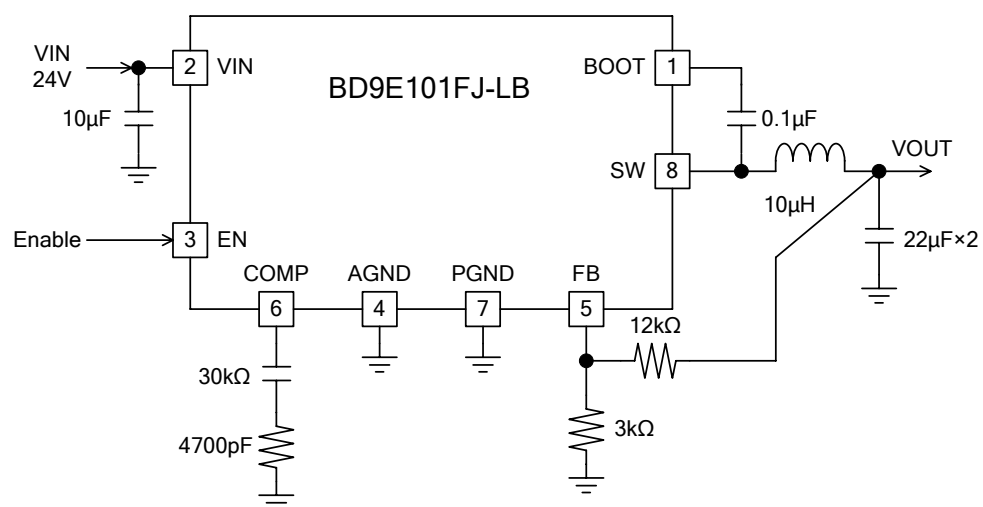 VIN
24V
2
VIN
10μF
BD9E101FJ-LB
BOOT
1
0.1μF
SW
8
VOUT
10μH
22μF×2
Enable
3
EN
COMP
AGND
PGND
FB
6
4
7
5
12kΩ
30kΩ
4700pF
3kΩ